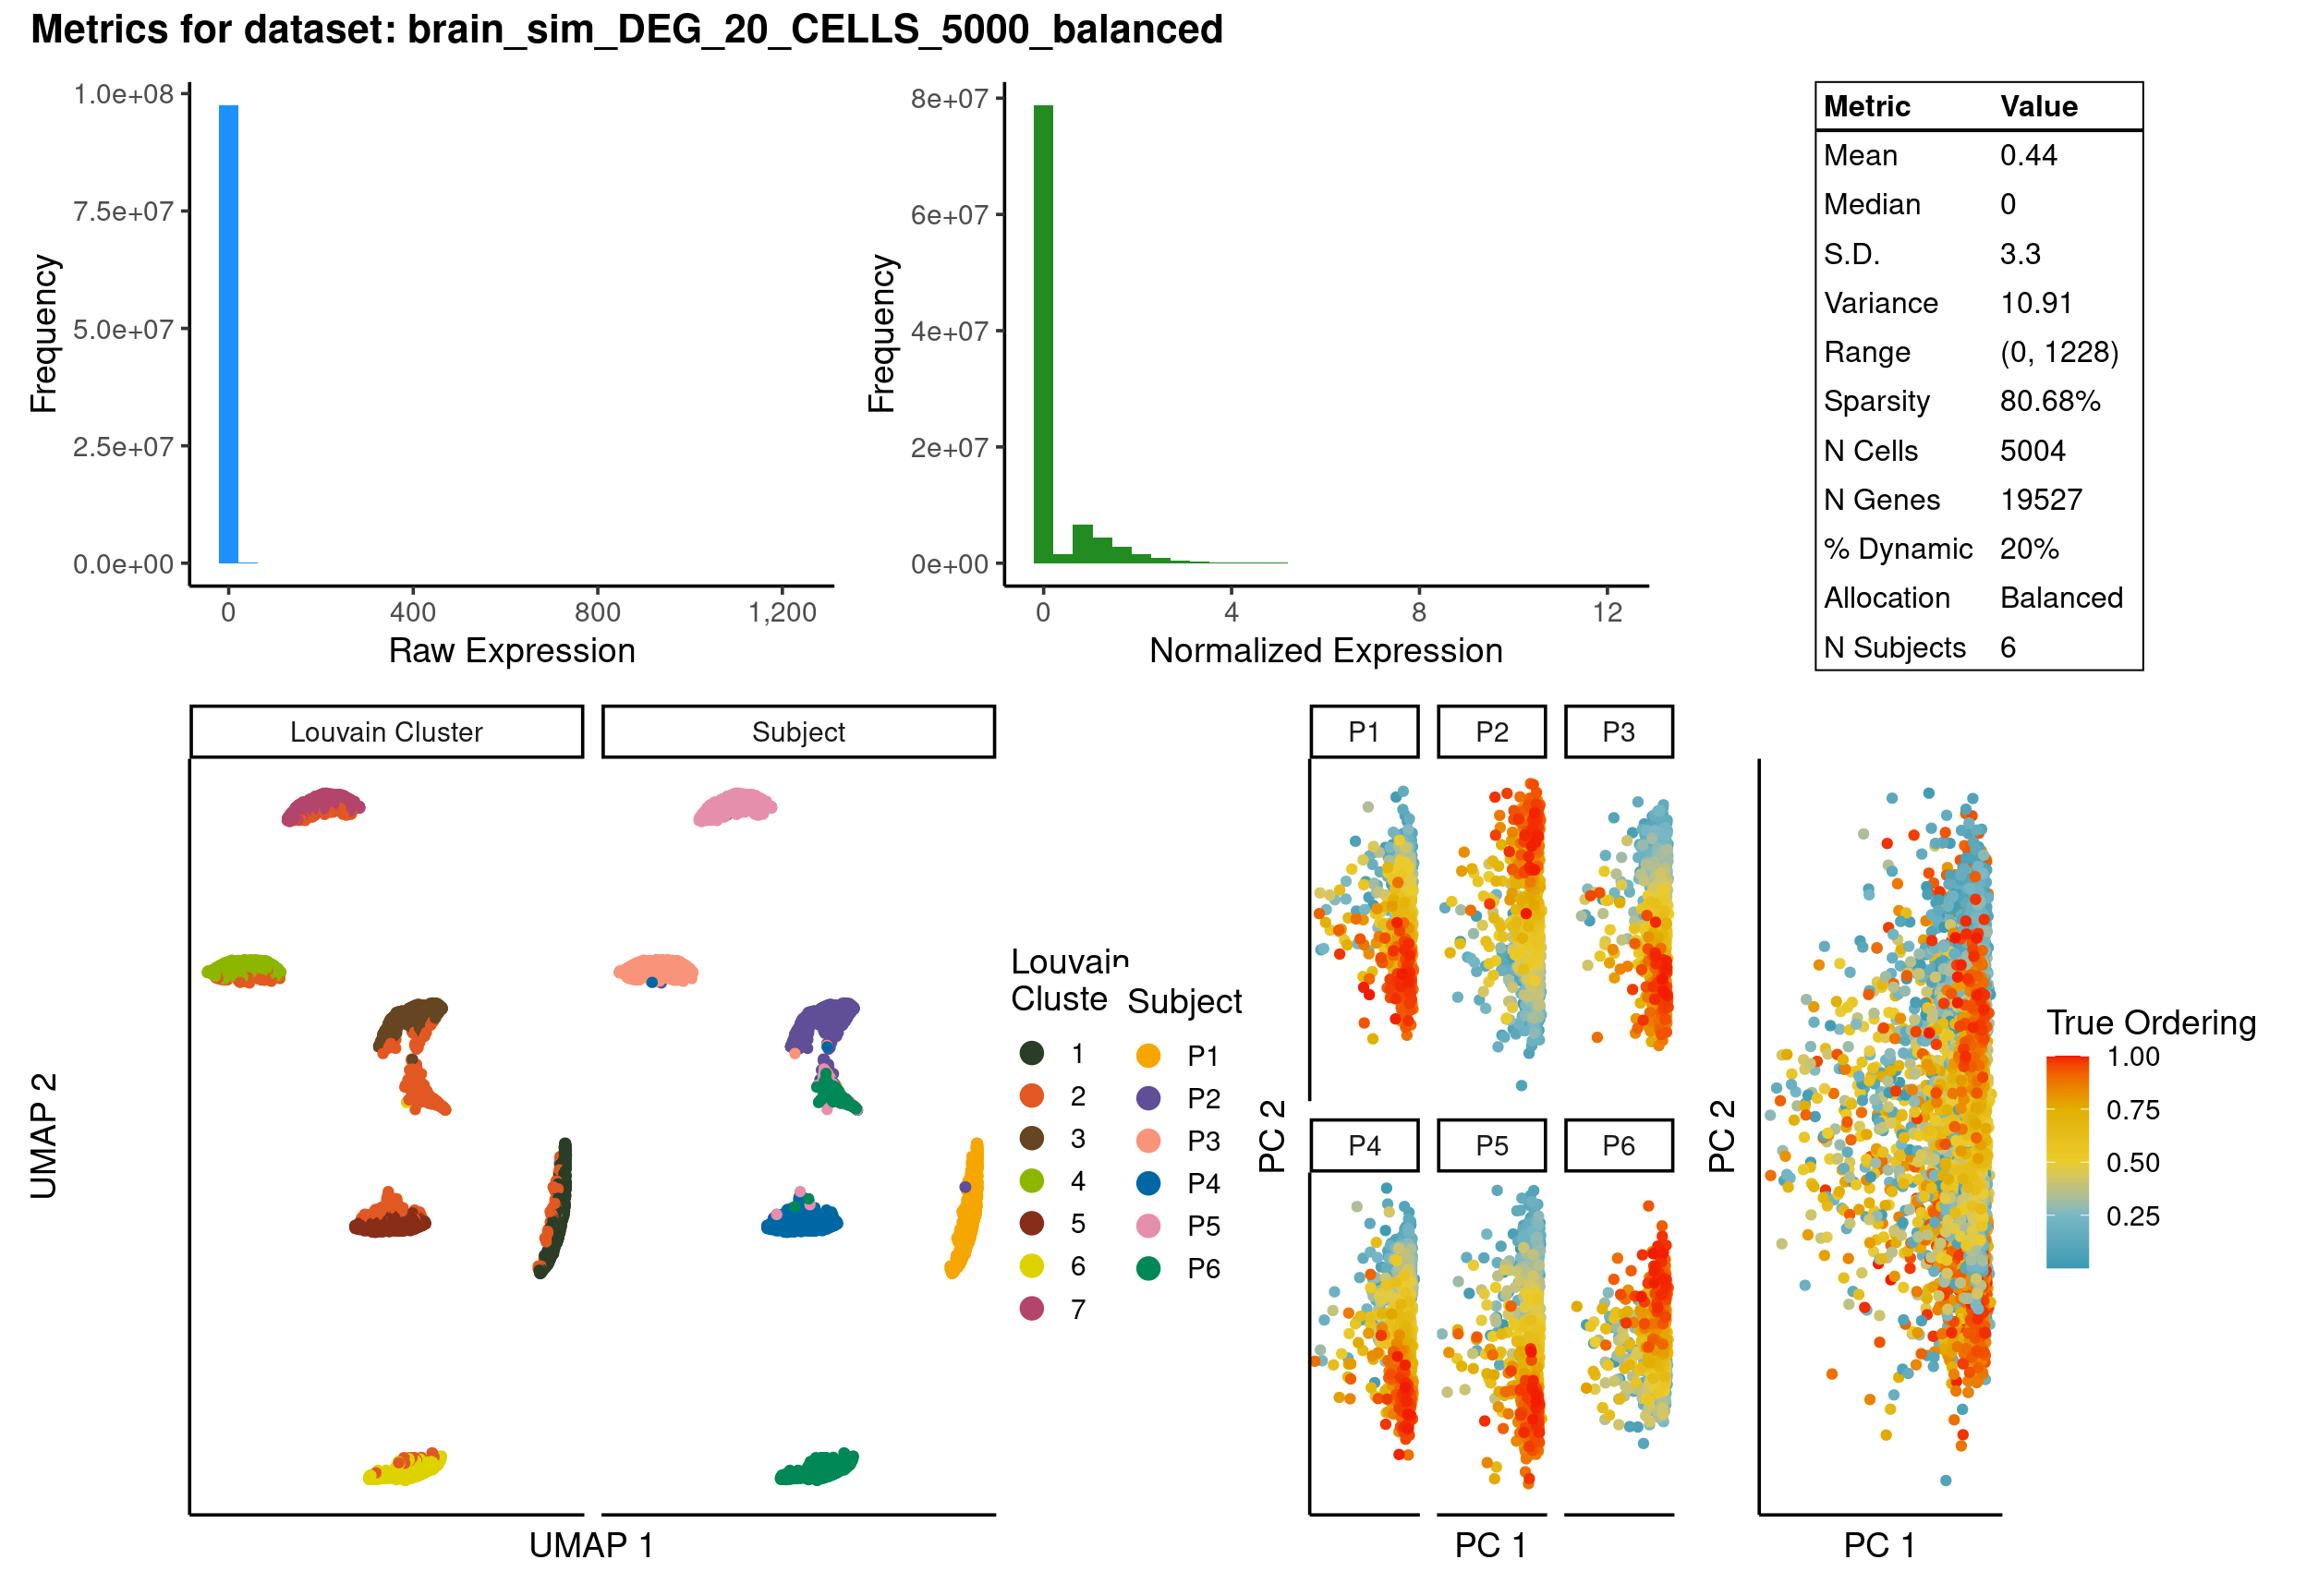 Metrics for dataset: brain_sim_DEG_20_CELLS_5000_balanced
Frequency
1.0e+08
7.5e+07
5.0e+07
2.5e+07
0.0e+00
0 400 800 1,200
Raw Expression
Frequency
8e+07
6e+07
4e+07
2e+07
0e+00
0 4 8 12
Normalized Expression
Metric Value
Mean 0.44
Median 0
S.D. 3.3
Variance 10.91
Range (0, 1228)
Sparsity 80.68%
N Cells 5004
N Genes 19527
% Dynamic 20%
Allocation Balanced
N Subjects 6
Louvain Cluster Subject
UMAP 2
UMAP 1
Louvain
Cluste
1
2
3
4
5
6
7
Subject
P1
P2
P3
P4
P5
P6
P1 P2 P3
P4 P5 P6
PC 2
PC 1
PC 2
PC 1
True Ordering
1.00
0.75
0.50
0.25